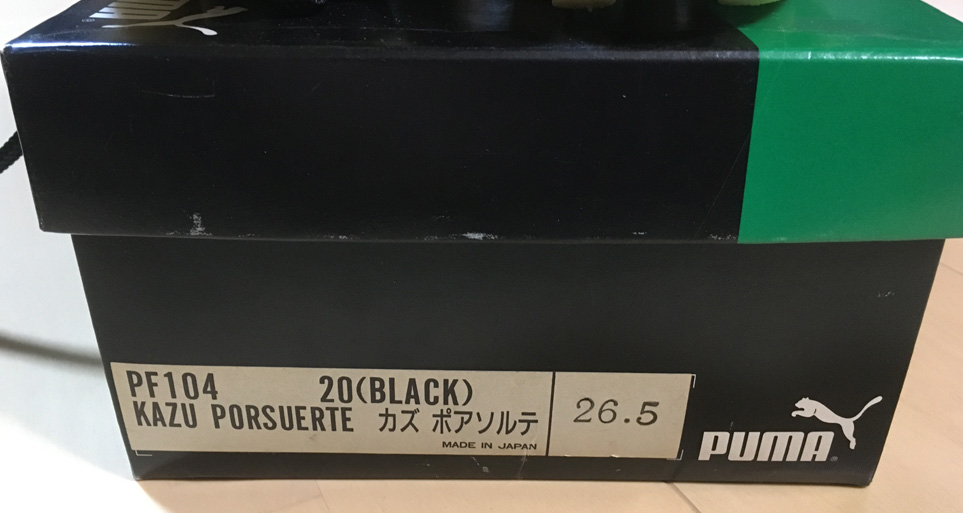 PF104 20(BLACK)
KAZU PORSUERTE カズ ポアソルテ
MADE IN JAPAN
26.5
PUMA